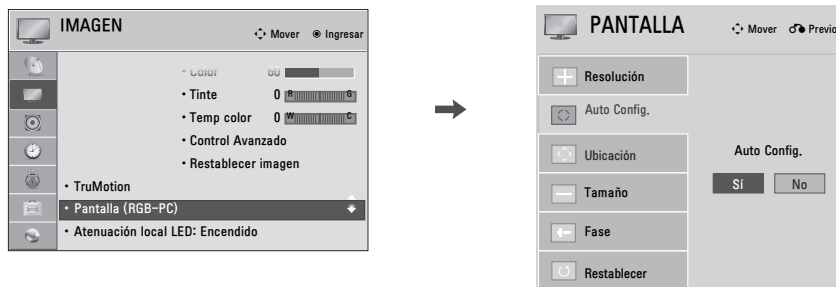 IMAGEN
Mover Ingresar
• Color 60
• Tinte 0 R G
• Temp color 0 W C
• Control Avanzado
• Restablecer imagen
• TruMotion
• Pantalla (RGB-PC)
• Atenuación local LED: Encendido
PANTALLA
Mover Previo
Resolución
Auto Config.
Ubicación
Tamaño
Fase
Restablecer
Auto Config.
Sí No